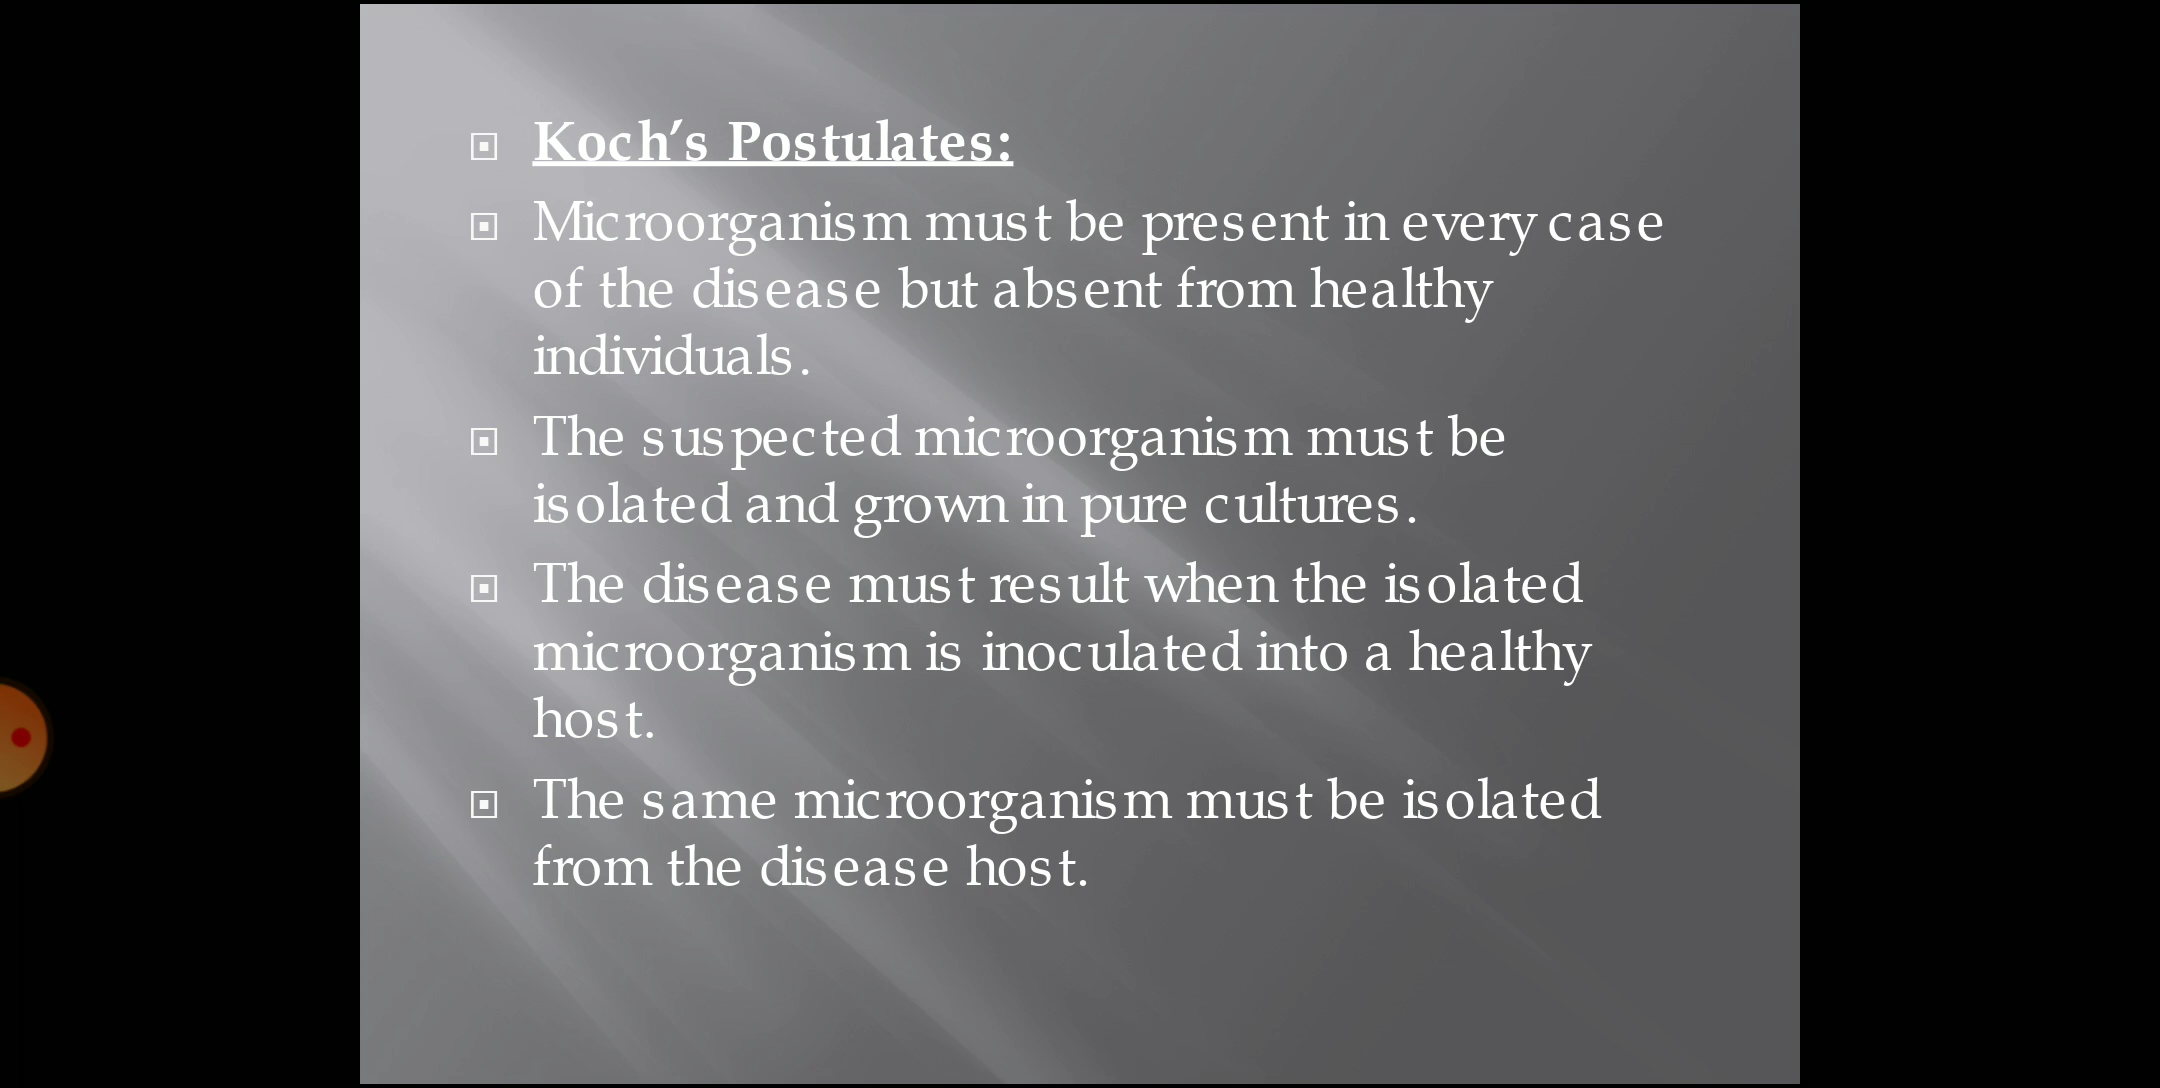 Koch’s Postulates:
Microorganism must be present in every case
of the disease but absent from healthy
individuals.
The suspected microorganism must be
isolated and grown in pure cultures.
The disease must result when the isolated
microorganism is inoculated into a healthy
host.
The same microorganism must be isolated
from the disease host.